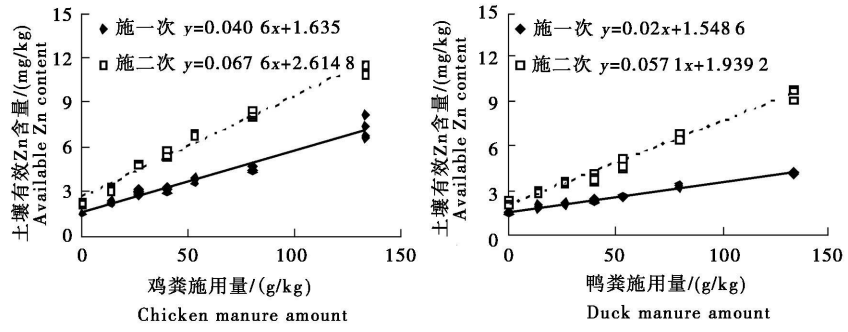 15
12
9
6
3
0
土壤有效Zn含量/(mg/kg)
Available Zn content
施一次 y=0.040 6x+1.635
施二次 y=0.067 6x+2.614 8
0 50 100 150
鸡粪施用量/(g/kg)
Chicken manure amount
15
12
9
6
3
0
土壤有效Zn含量/(mg/kg)
Available Zn content
施一次 y=0.02x+1.548 6
施二次 y=0.057 1x+1.939 2
0 50 100 150
鸭粪施用量/(g/kg)
Duck manure amount